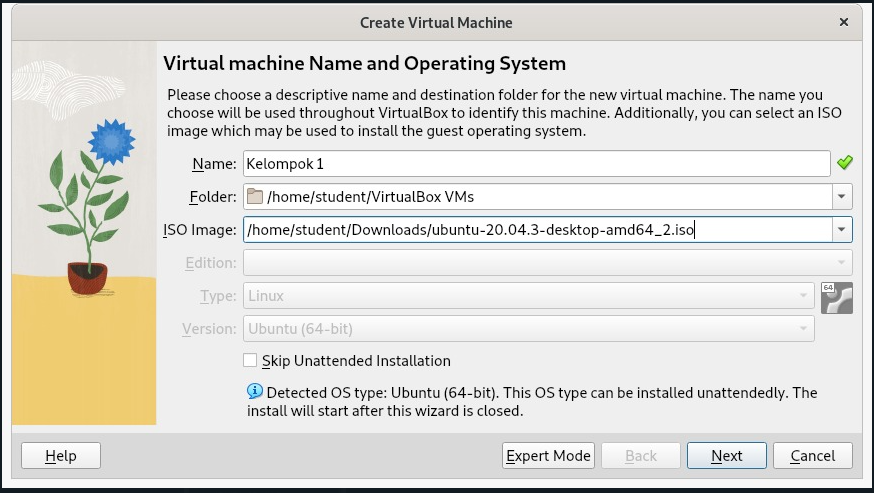 Create Virtual Machine
×
Virtual machine Name and Operating System
Please choose a descriptive name and destination folder for the new virtual machine. The name you
choose will be used throughout VirtualBox to identify this machine. Additionally, you can select an ISO
image which may be used to install the guest operating system.
Name: Kelompok 1
Folder: /home/student/VirtualBox VMs
ISO Image: /home/student/Downloads/ubuntu-20.04.3-desktop-amd64_2.iso
Edition:
Type: Linux 64
Version: Ubuntu (64-bit)
Skip Unattended Installation
Detected OS type: Ubuntu (64-bit). This OS type can be installed unattendedly. The
install will start after this wizard is closed.
Help Expert Mode Back Next Cancel